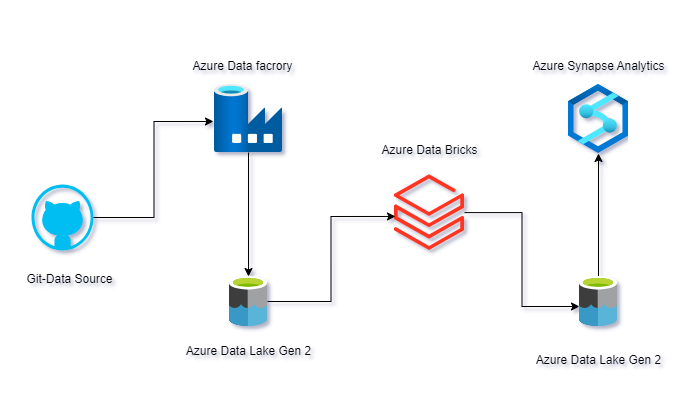 Azure Data facrory
Azure Synapse Analytics
Azure Data Bricks
Git-Data Source
Azure Data Lake Gen 2
Azure Data Lake Gen 2